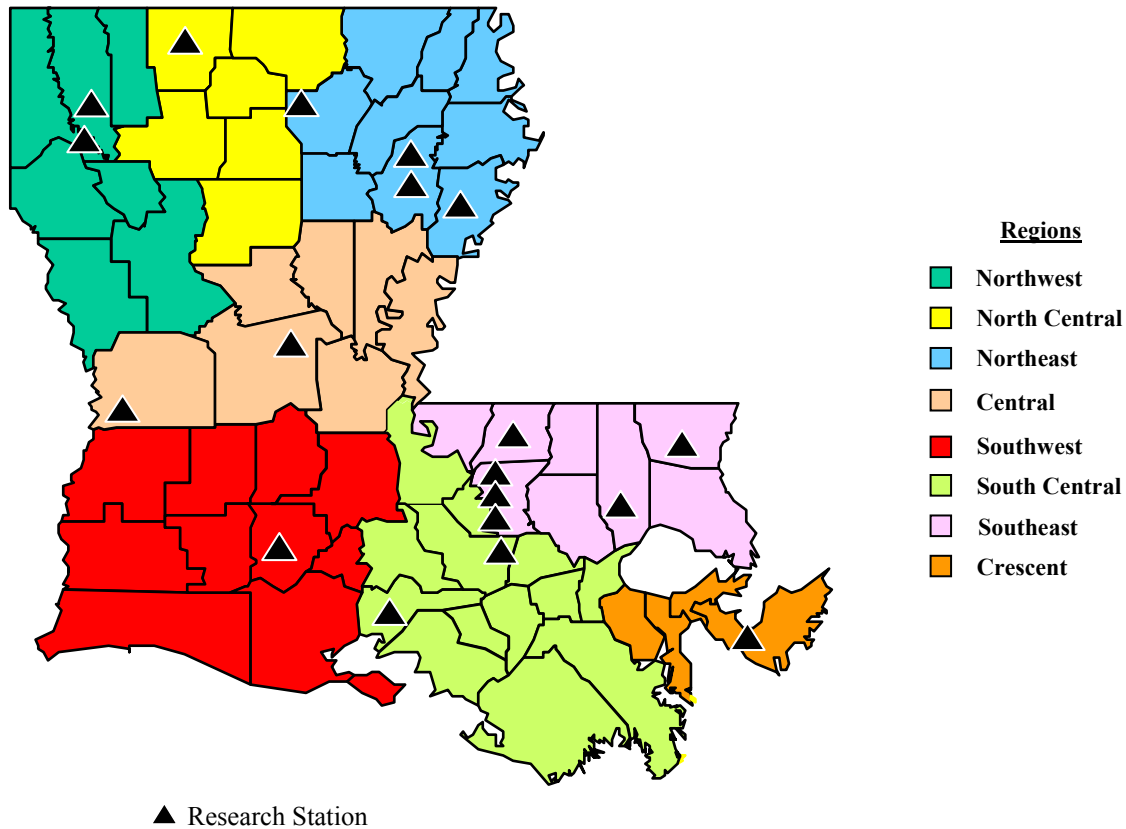 Regions
Northwest
North Central
Northeast
Central
Southwest
South Central
Southeast
Crescent
Research Station